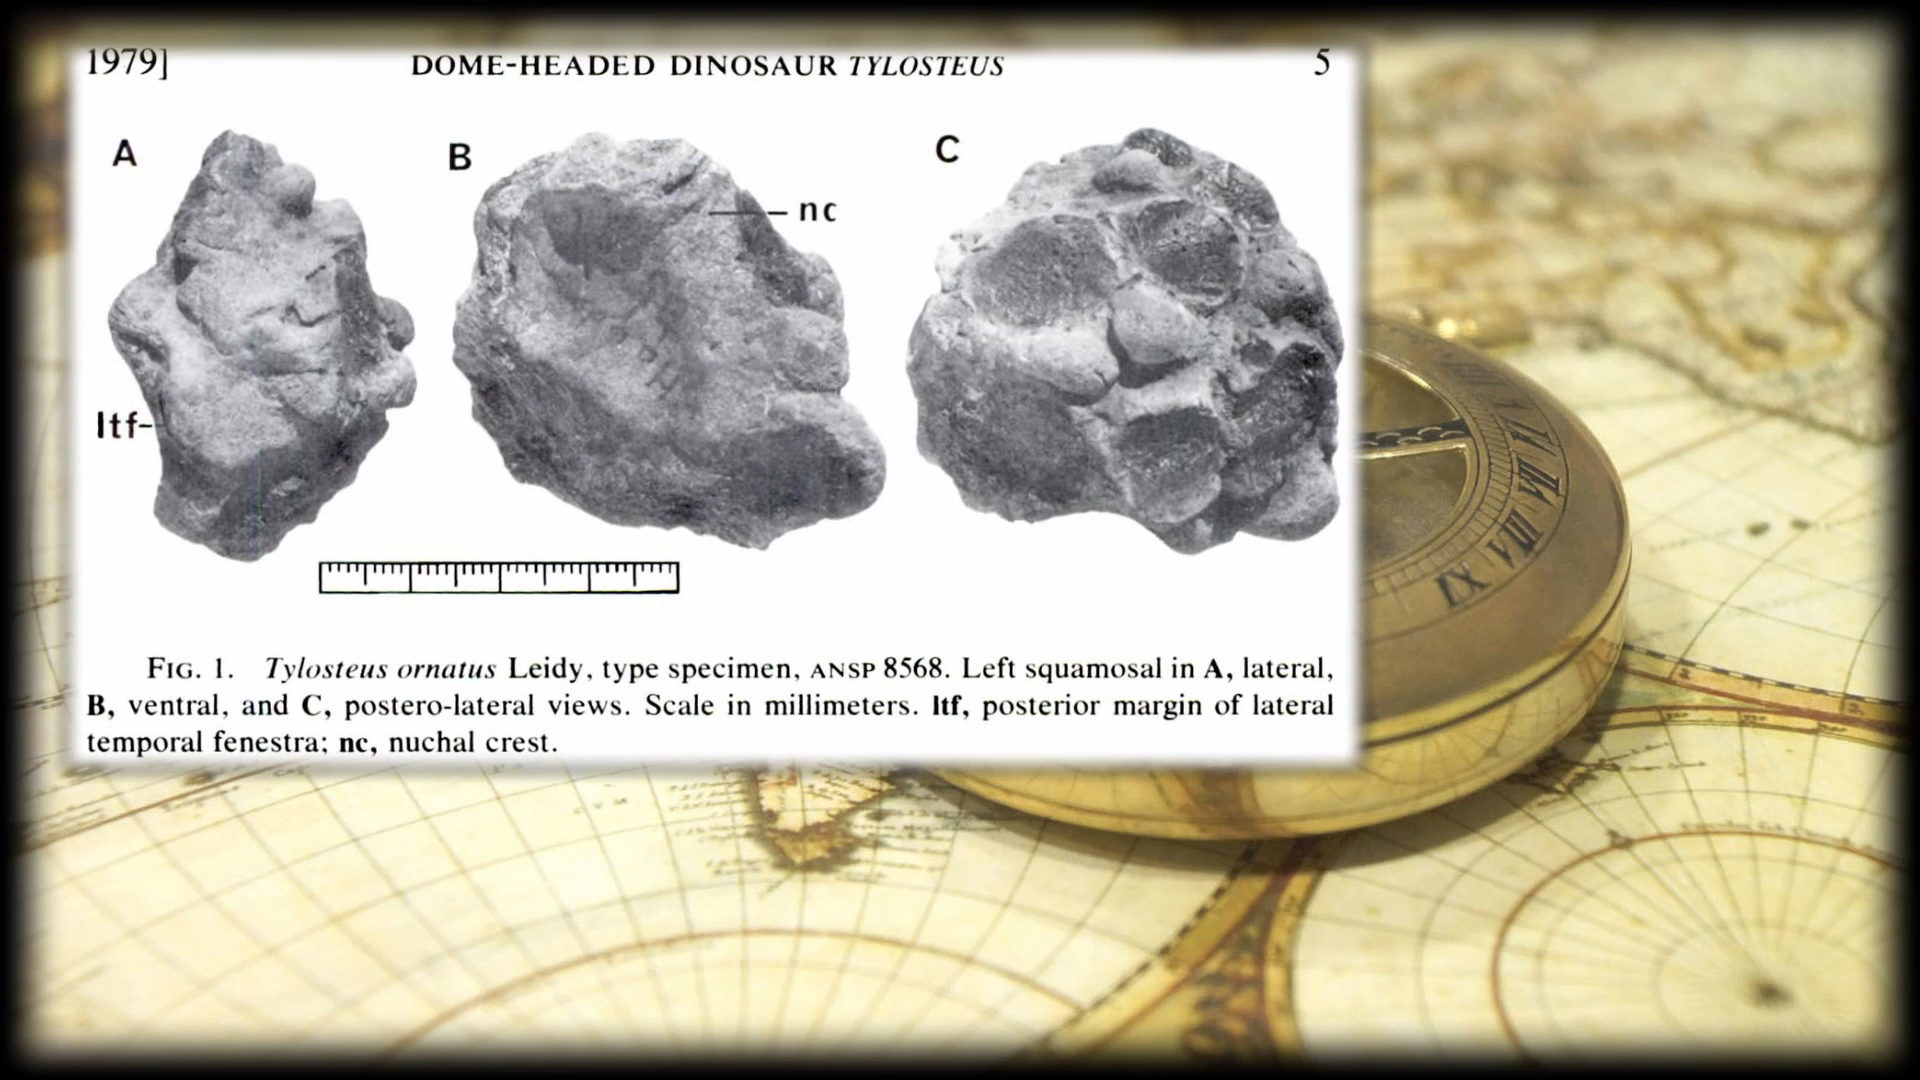 1979] DOME-HEADED DINOSAUR TYLOSTEUS 5
A B C
nc
ltf
FIG. 1. Tylosteus ornatus Leidy, type specimen, ANSP 8568. Left squamosal in A, lateral,
B, ventral, and C, postero-lateral views. Scale in millimeters. ltf, posterior margin of lateral
temporal fenestra; nc, nuchal crest.